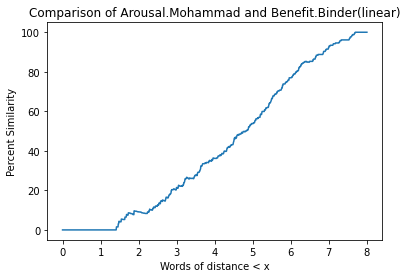 Comparison of Arousal.Mohammad and Benefit.Binder(linear)
100
80
60
40
20
0
Percent Similarity
0 1 2 3 4 5 6 7 8
Words of distance < x